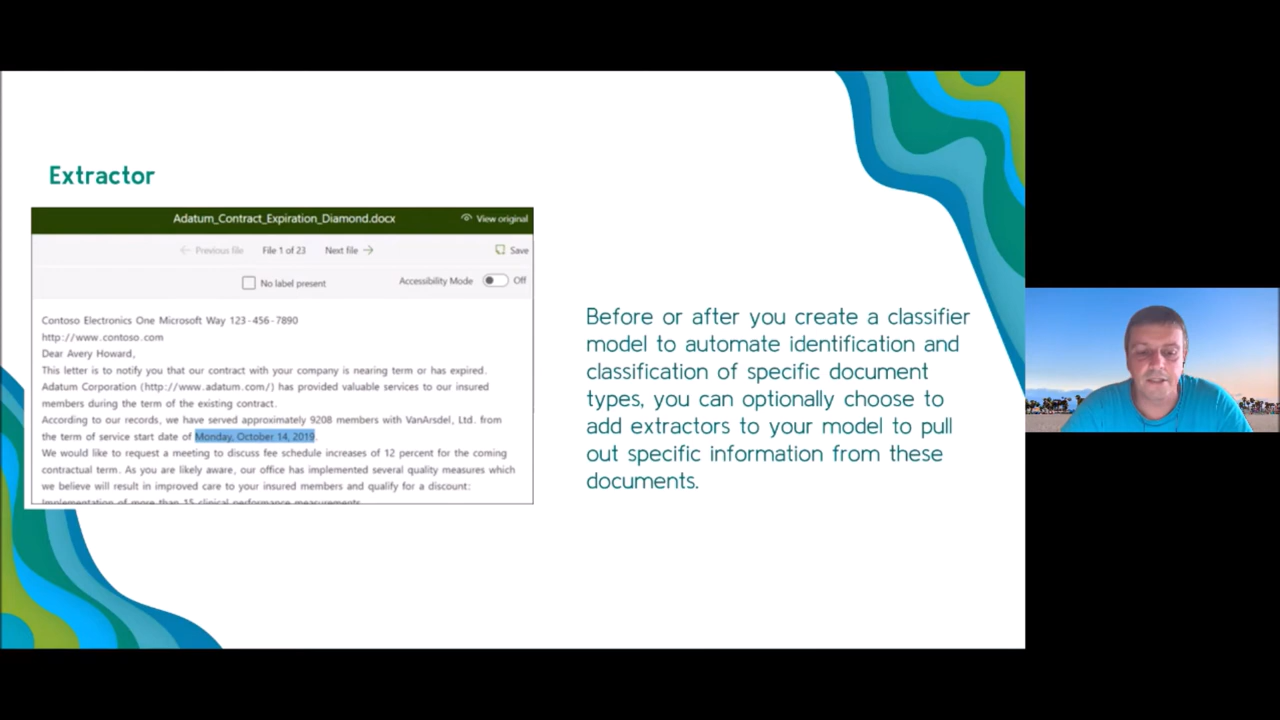 Extractor
Adatum_Contract_Expiration_Diamond.docx
View original
Previous file
File 1 of 23
Next file
Save
No label present
Accessibility Mode
Off
Contoso Electronics One Microsoft Way 123-456-7890
http://www.contoso.com
Dear Avery Howard,
This letter is to notify you that our contract with your company is nearing term or has expired.
Adatum Corporation (http://www.adatum.com/) has provided valuable services to our insured
members during the term of the existing contract.
According to our records, we have served approximately 9208 members with VanArsdel, Ltd. from
the term of service start date of Monday, October 14, 2019.
We would like to request a meeting to discuss fee schedule increases of 12 percent for the coming
contractual term. As you are likely aware, our office has implemented several quality measures which
we believe will result in improved care to your insured members and qualify for a discount:
Implementation of more than 15 clinical performance measurements
Before or after you create a classifier
model to automate identification and
classification of specific document
types, you can optionally choose to
add extractors to your model to pull
out specific information from these
documents.